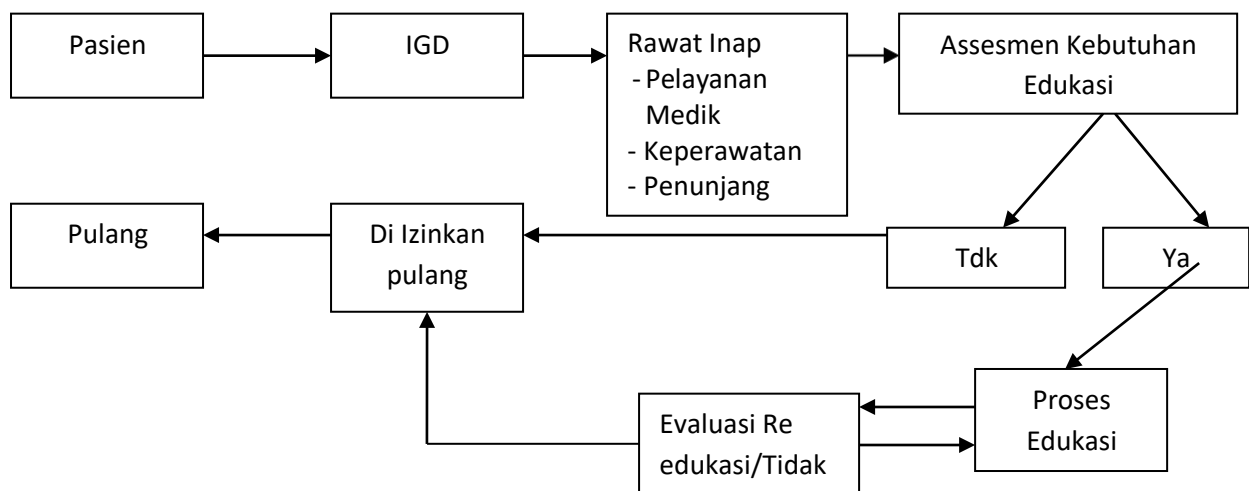 Pasien
IGD
Rawat Inap
- Pelayanan
Medik
- Keperawatan
- Penunjang
Assesmen Kebutuhan
Edukasi
Pulang
Di Izinkan
pulang
Tdk
Ya
Evaluasi Re
edukasi/Tidak
Proses
Edukasi